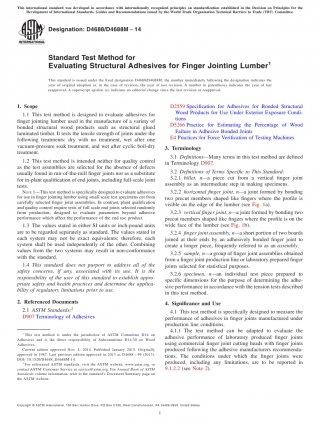 This international standard was developed in accordance with internationally recognized principles on standardization established in the Decision on Principles for the
Development of International Standards, Guides and Recommendations issued by the World Trade Organization Technical Barriers to Trade (TBT) Committee.
Designation: D4688/D4688M – 14
INTERNATIONAL
Standard Test Method for
Evaluating Structural Adhesives for Finger Jointing Lumber¹
This standard is issued under the fixed designation D4688/D4688M; the number immediately following the designation indicates the
year of original adoption or, in the case of revision, the year of last revision. A number in parentheses indicates the year of last
reapproval. A superscript epsilon (ε) indicates an editorial change since the last revision or reapproval.
1. Scope
1.1 This test method is designed to evaluate adhesives for
finger jointing lumber used in the manufacture of a variety of
bonded structural wood products such as structural glued
laminated timber. It tests the tensile strength of joints under the
following treatments: dry with no treatment, wet after one
vacuum-pressure soak treatment, and wet after cyclic boil-dry
treatment.
1.2 This test method is intended neither for quality control
as the test assemblies are selected for the absence of defects
usually found in run-of-the-mill finger joints nor as a substitute
for in-plant qualification of end joints, including full scale joint
tests.
NOTE 1—This test method is specifically designed to evaluate adhesives
for use in finger jointing lumber using small scale test specimens cut from
carefully selected finger joint assemblies. In contrast, plant qualification
and quality control require tests of full scale end joints, selected randomly
from production, designed to evaluate parameters beyond adhesive
performance which affect the performance of the end use product.
1.3 The values stated in either SI units or inch-pound units
are to be regarded separately as standard. The values stated in
each system may not be exact equivalents; therefore, each
system shall be used independently of the other. Combining
values from the two systems may result in non-conformance
with the standard.
1.4 This standard does not purport to address all of the
safety concerns, if any, associated with its use. It is the
responsibility of the user of this standard to establish appro-
priate safety and health practices and determine the applica-
bility of regulatory limitations prior to use.
2. Referenced Documents
2.1 ASTM Standards:²
D907 Terminology of Adhesives
¹ This test method is under the jurisdiction of ASTM Committee D14 on
Adhesives and is the direct responsibility of Subcommittee D14.30 on Wood
Adhesives.
Current edition approved Nov. 1, 2014. Published January 2015. Originally
approved in 1987. Last previous edition approved in 2013 as D4688 – 99 (2013).
DOI: 10.1520/D4688_D4688M-14.
² For referenced ASTM standards, visit the ASTM website, www.astm.org, or
contact ASTM Customer Service at service@astm.org. For Annual Book of ASTM
Standards volume information, refer to the standard's Document Summary page on
the ASTM website.
D2559 Specification for Adhesives for Bonded Structural
Wood Products for Use Under Exterior Exposure Condi-
tions
D5266 Practice for Estimating the Percentage of Wood
Failure in Adhesive Bonded Joints
E4 Practices for Force Verification of Testing Machines
3. Terminology
3.1 Definitions—Many terms in this test method are defined
in Terminology D907.
3.2 Definitions of Terms Specific to This Standard:
3.2.1 billet, n—a piece cut from a vertical finger joint
assembly as an intermediate step in making specimens.
3.2.2 horizontal finger joint, n—a joint formed by bonding
two precut members shaped like fingers where the profile is
visible on the edge of the lumber (see Fig. 1a).
3.2.3 vertical finger joint, n—a joint formed by bonding two
precut members shaped like fingers where the profile is on the
wide face of the lumber (see Fig. 1b).
3.2.4 finger joint assembly, n—a short portion of two boards
joined at their ends by an adhesively bonded finger joint to
create a longer piece, hereinafter referred to as assembly.
3.2.5 sample, n—a group of finger joint assemblies obtained
from a finger joint production line or laboratory prepared finger
joints selected for statistical purposes.
3.2.6 specimen, n—an individual test piece prepared to
specific dimensions for the purpose of determining the adhe-
sive performance in accordance with the tension tests described
in this test method.
4. Significance and Use
4.1 This test method is specifically designed to measure the
performance of adhesives in finger joints manufactured under
production line conditions.
4.1.1 The test method can be adapted to evaluate the
adhesive performance of laboratory produced finger joints
using commercial finger joint cutting heads with finger joints
produced following the adhesive manufacturers recommenda-
tions. The conditions under which the finger joints were
produced, including any limitations, are to be reported in
9.1.2.2 (see Note 2).
Copyright © ASTM International, 100 Barr Harbor Drive, PO Box C700, West Conshohocken, PA 19428-2959. United States
1